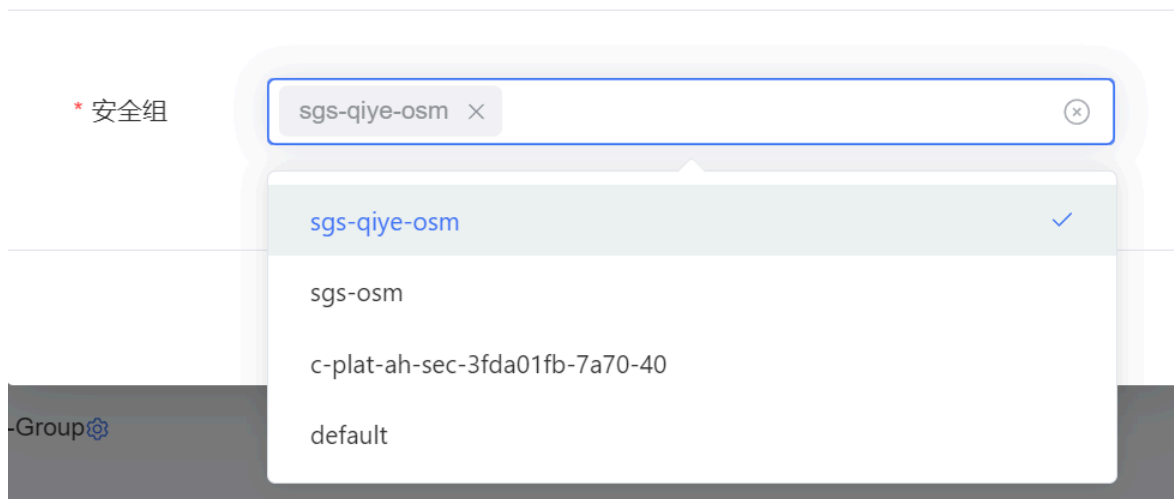 * 安全组
sgs-qiye-osm
sgs-qiye-osm
sgs-osm
c-plat-ah-sec-3fda01fb-7a70-40
default
-Group